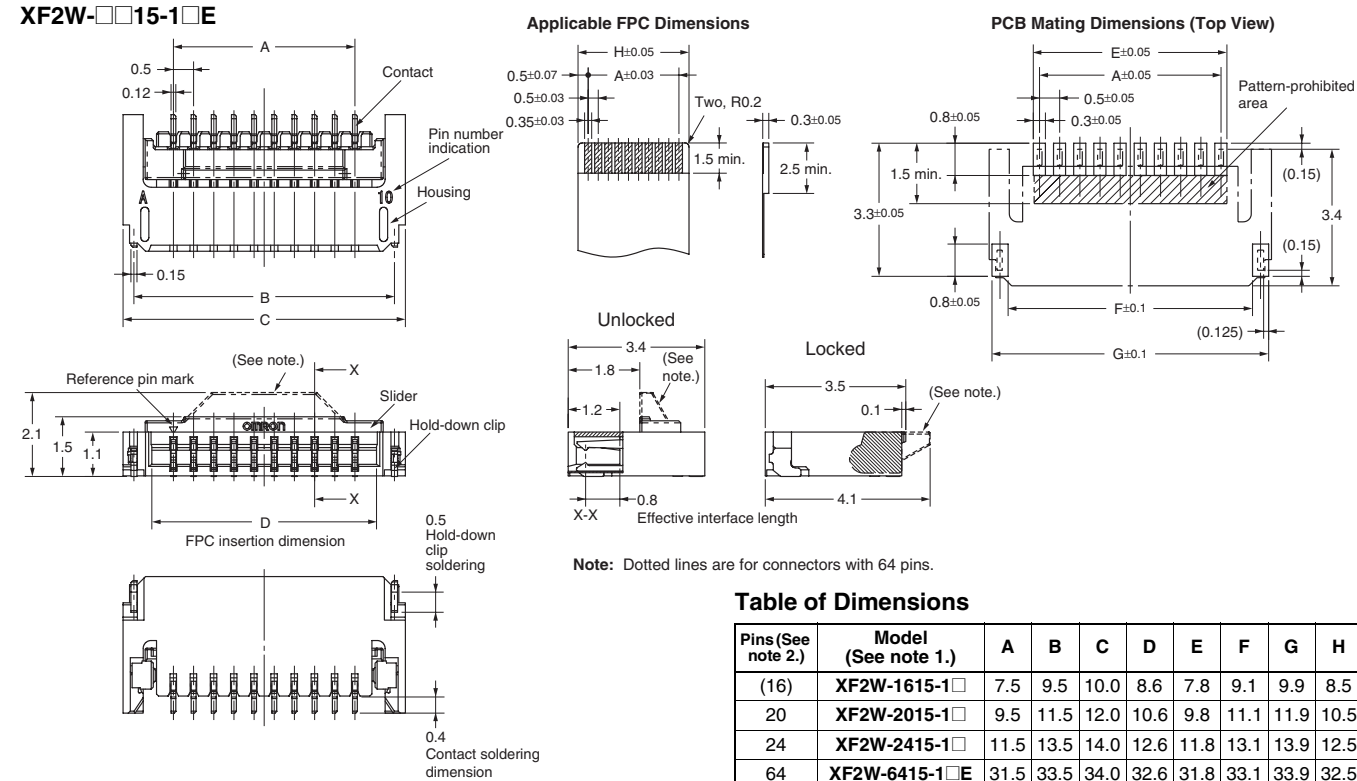 XF2W-□□15-1□E
A
0.5
0.12
Contact
Pin number
indication
Housing
A
10
0.15
B
C
Applicable FPC Dimensions
H±0.05
0.5±0.07
A±0.03
0.5±0.03
0.35±0.03
Two, R0.2
0.3±0.05
1.5 min.
2.5 min.
PCB Mating Dimensions (Top View)
E±0.05
A±0.05
Pattern-prohibited
area
0.5±0.05
0.8±0.05
0.3±0.05
1.5 min.
(0.15)
3.3±0.05
3.4
(0.15)
0.8±0.05
F±0.1
(0.125)
G±0.1
(See note.)
X
Reference pin mark
Slider
OMRON
Hold-down clip
2.1
1.5
1.1
X
D
FPC insertion dimension
Unlocked
3.4
1.8
(See
note.)
1.2
0.8
X-X
Effective interface length
Locked
3.5
0.1
(See note.)
4.1
0.5
Hold-down
clip
soldering
0.4
Contact soldering
dimension
Note: Dotted lines are for connectors with 64 pins.
Table of Dimensions
Pins (See note 2.) Model (See note 1.) A B C D E F G H
(16) XF2W-1615-1□ 7.5 9.5 10.0 8.6 7.8 9.1 9.9 8.5
20 XF2W-2015-1□ 9.5 11.5 12.0 10.6 9.8 11.1 11.9 10.5
24 XF2W-2415-1□ 11.5 13.5 14.0 12.6 11.8 13.1 13.9 12.5
64 XF2W-6415-1□E 31.5 33.5 34.0 32.6 31.8 33.1 33.9 32.5